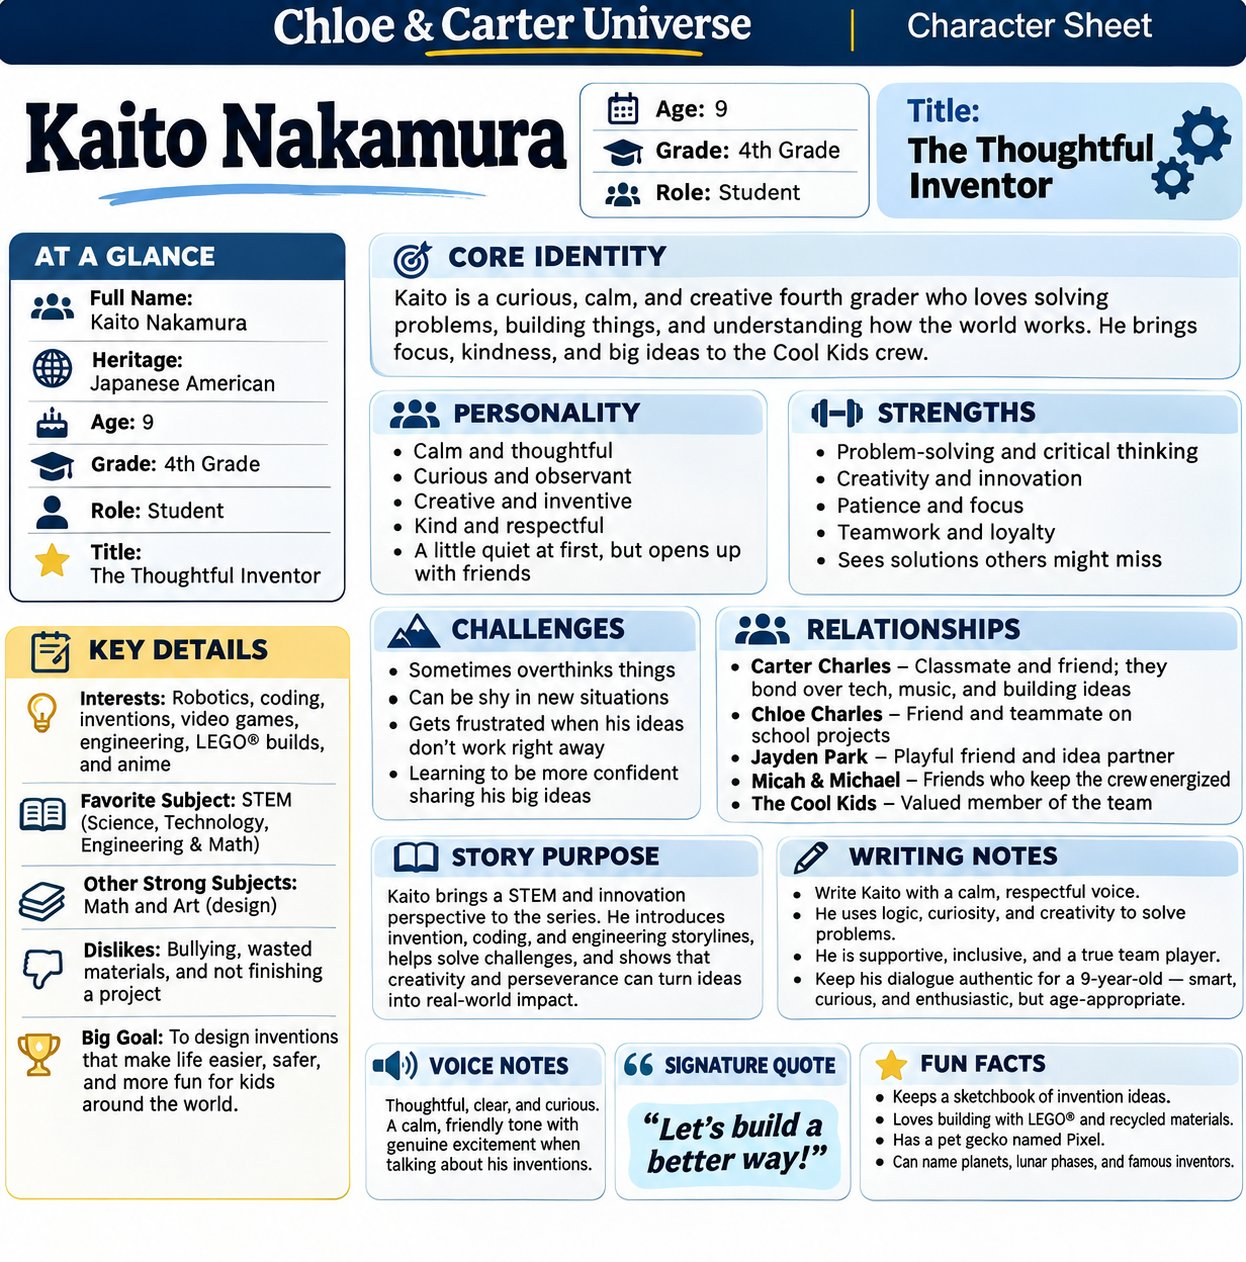 Chloe & Carter Universe
Character Sheet
Kaito Nakamura
Age: 9
Grade: 4th Grade
Role: Student
Title:
The Thoughtful
Inventor
AT A GLANCE
Full Name:
Kaito Nakamura
Heritage:
Japanese American
Age: 9
Grade: 4th Grade
Role: Student
Title:
The Thoughtful Inventor
KEY DETAILS
Interests: Robotics, coding,
inventions, video games,
engineering, LEGO® builds,
and anime
Favorite Subject: STEM
(Science, Technology,
Engineering & Math)
Other Strong Subjects:
Math and Art (design)
Dislikes: Bullying, wasted
materials, and not finishing
a project
Big Goal: To design inventions
that make life easier, safer,
and more fun for kids
around the world.
CORE IDENTITY
Kaito is a curious, calm, and creative fourth grader who loves solving
problems, building things, and understanding how the world works. He brings
focus, kindness, and big ideas to the Cool Kids crew.
PERSONALITY
• Calm and thoughtful
• Curious and observant
• Creative and inventive
• Kind and respectful
• A little quiet at first, but opens up
with friends
STRENGTHS
• Problem-solving and critical thinking
• Creativity and innovation
• Patience and focus
• Teamwork and loyalty
• Sees solutions others might miss
CHALLENGES
• Sometimes overthinks things
• Can be shy in new situations
• Gets frustrated when his ideas
don't work right away
• Learning to be more confident
sharing his big ideas
RELATIONSHIPS
• Carter Charles – Classmate and friend; they
bond over tech, music, and building ideas
• Chloe Charles – Friend and teammate on
school projects
• Jayden Park – Playful friend and idea partner
• Micah & Michael – Friends who keep the crew energized
• The Cool Kids – Valued member of the team
STORY PURPOSE
Kaito brings a STEM and innovation
perspective to the series. He introduces
invention, coding, and engineering storylines,
helps solve challenges, and shows that
creativity and perseverance can turn ideas
into real-world impact.
WRITING NOTES
• Write Kaito with a calm, respectful voice.
• He uses logic, curiosity, and creativity to solve
problems.
• He is supportive, inclusive, and a true team player.
• Keep his dialogue authentic for a 9-year-old — smart,
curious, and enthusiastic, but age-appropriate.
VOICE NOTES
Thoughtful, clear, and curious.
A calm, friendly tone with
genuine excitement when
talking about his inventions.
SIGNATURE QUOTE
“Let's build a
better way!”
FUN FACTS
• Keeps a sketchbook of invention ideas.
• Loves building with LEGO® and recycled materials.
• Has a pet gecko named Pixel.
• Can name planets, lunar phases, and famous inventors.